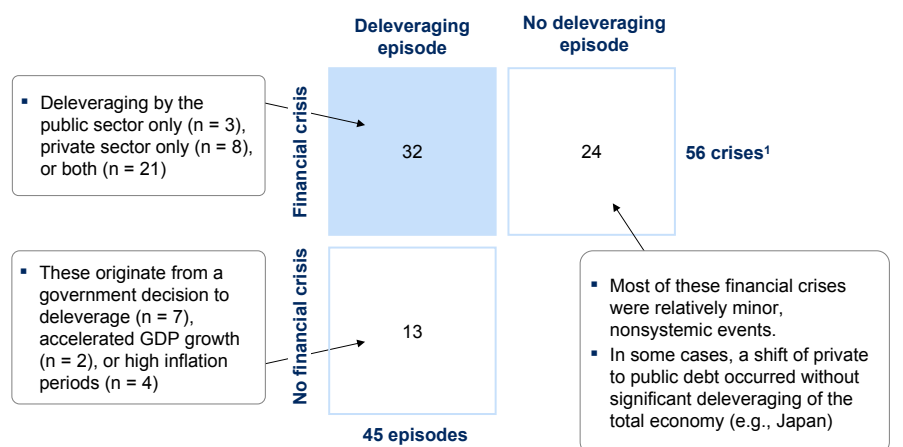 Deleveraging
episode
No deleveraging
episode
▪ Deleveraging by the
public sector only (n = 3),
private sector only (n = 8),
or both (n = 21)
Financial crisis
32
24
56 crises¹
▪ These originate from a
government decision to
deleverage (n = 7),
accelerated GDP growth
(n = 2), or high inflation
periods (n = 4)
No financial crisis
13
▪ Most of these financial crises
were relatively minor,
nonsystemic events.
▪ In some cases, a shift of private
to public debt occurred without
significant deleveraging of the
total economy (e.g., Japan)
45 episodes